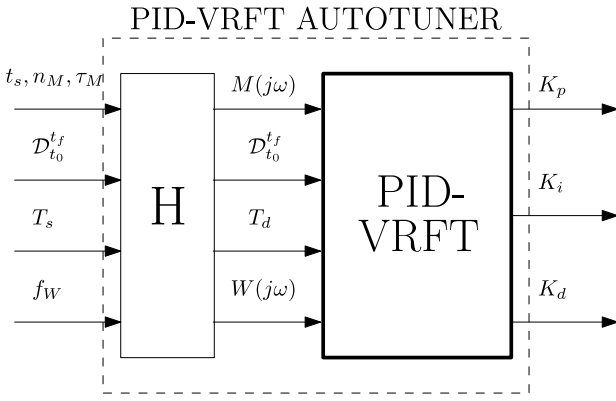 PID-VRFT AUTOTUNER
t_s, n_M, τ_M
M(jω)
K_p
𝒟_{t_0}^{t_f}
𝒟_{t_0}^{t_f}
H
PID-
VRFT
K_i
T_s
T_d
f_W
W(jω)
K_d